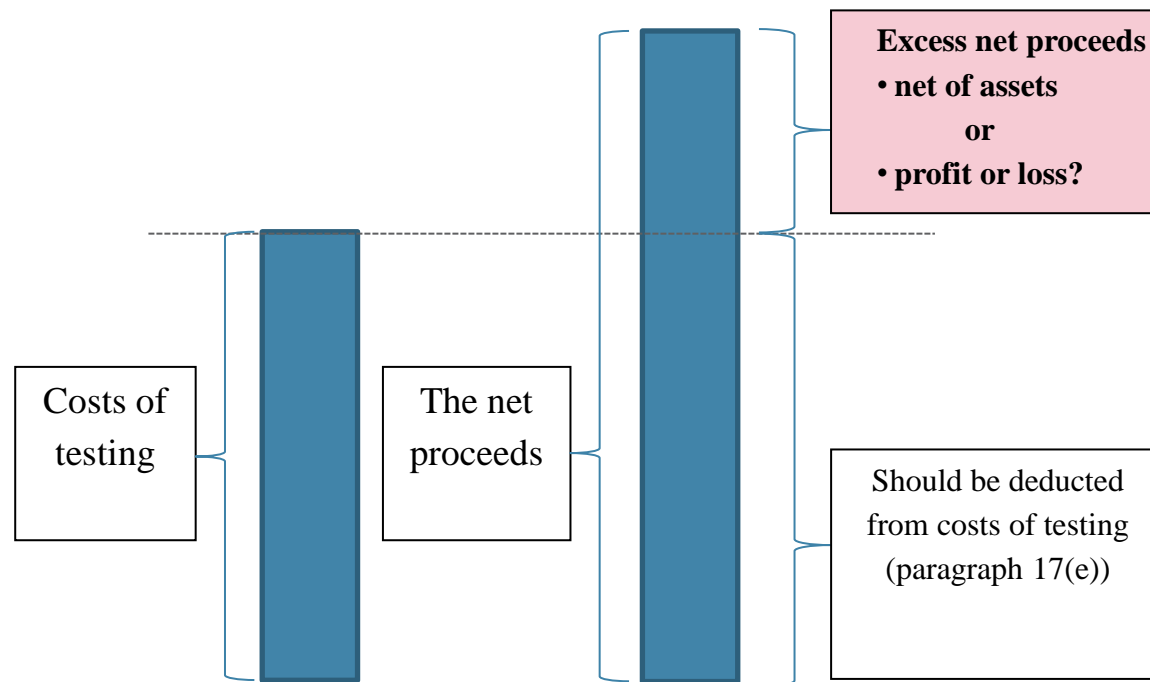 Excess net proceeds
• net of assets
or
• profit or loss?
Costs of
testing
The net
proceeds
Should be deducted
from costs of testing
(paragraph 17(e))